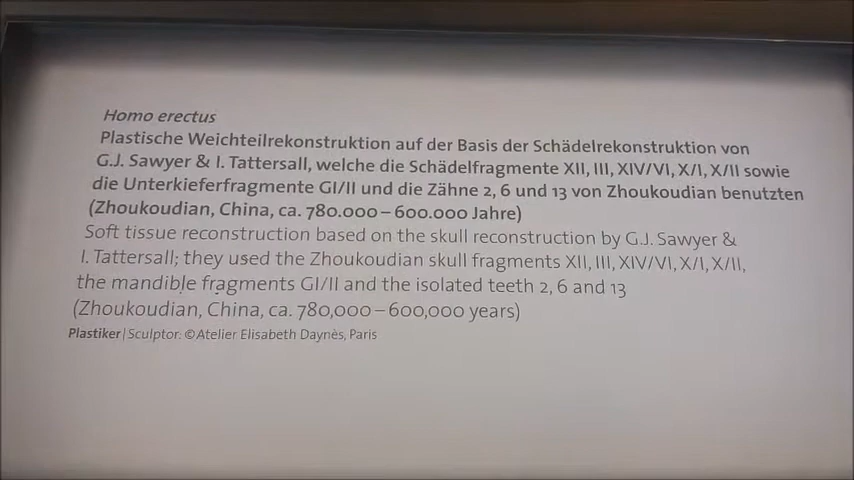 Homo erectus
Plastische Weichteilrekonstruktion auf der Basis der Schädelrekonstruktion von
G.J. Sawyer & I. Tattersall, welche die Schädelfragmente XII, III, XIV/VI, X/I, X/II sowie
die Unterkieferfragmente GI/II und die Zähne 2, 6 und 13 von Zhoukoudian benutzten
(Zhoukoudian, China, ca. 780.000 – 600.000 Jahre)
Soft tissue reconstruction based on the skull reconstruction by G.J. Sawyer &
I. Tattersall; they used the Zhoukoudian skull fragments XII, III, XIV/VI, X/I, X/II,
the mandible fragments GI/II and the isolated teeth 2, 6 and 13
(Zhoukoudian, China, ca. 780,000 – 600,000 years)
Plastiker | Sculptor: © Atelier Elisabeth Daynès, Paris